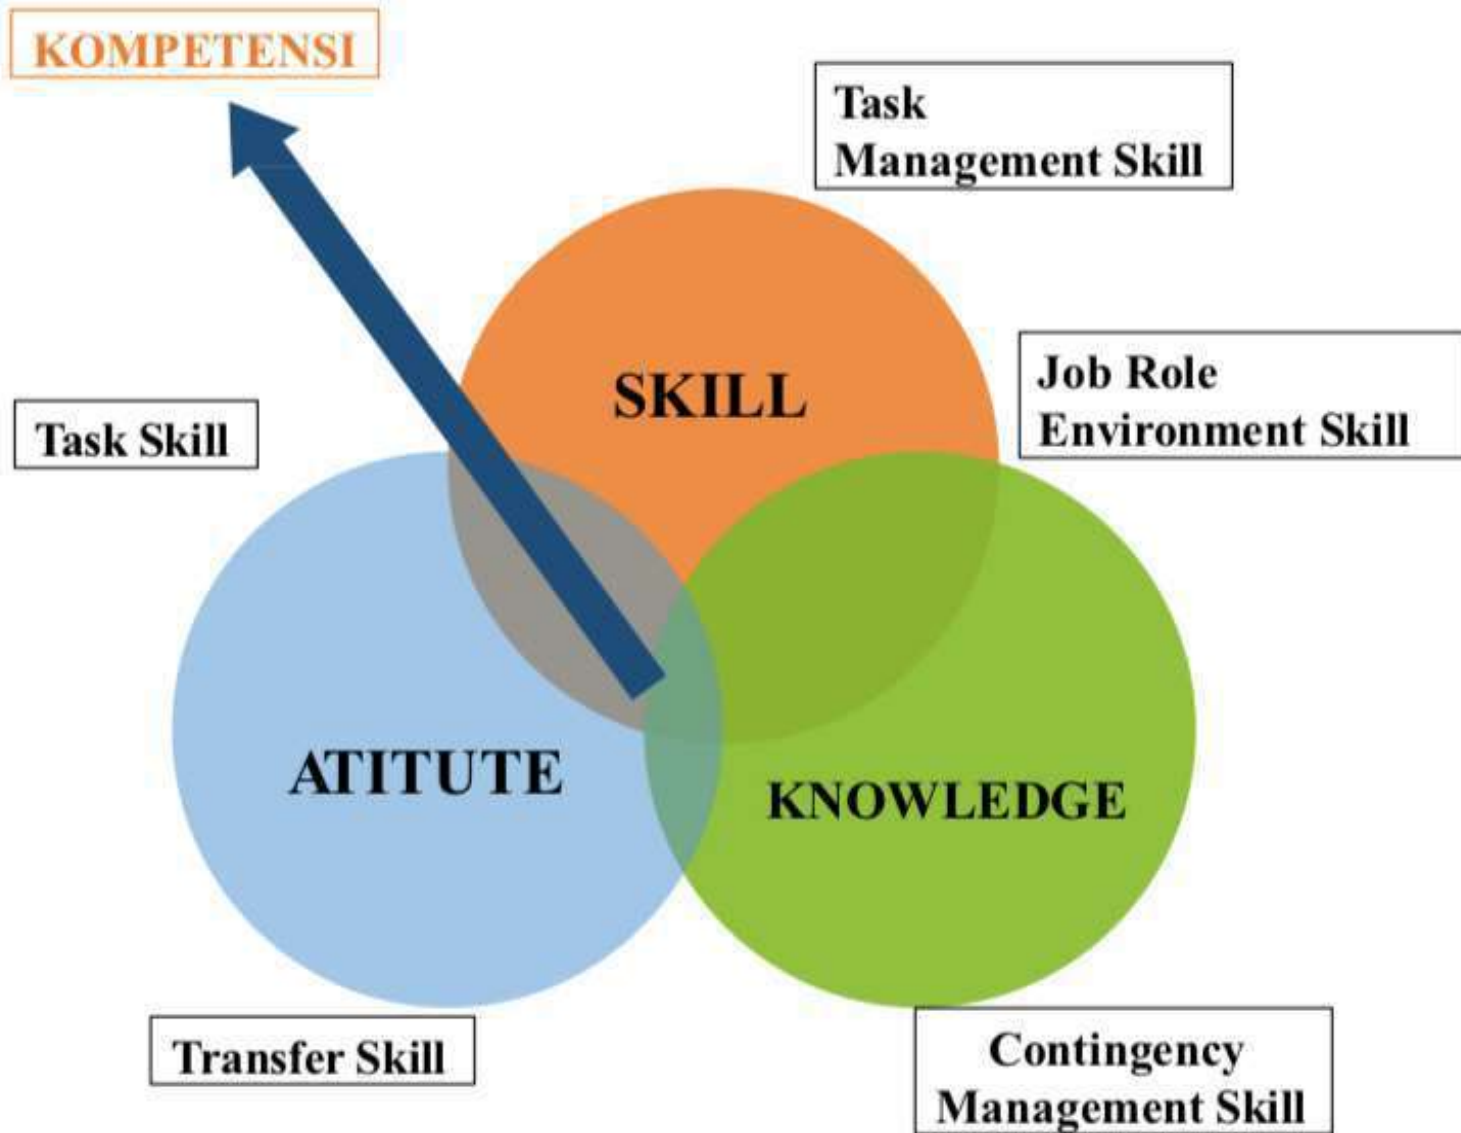 KOMPETENSI
Task
Management Skill
SKILL
Job Role
Environment Skill
Task Skill
ATITUTE
KNOWLEDGE
Transfer Skill
Contingency
Management Skill